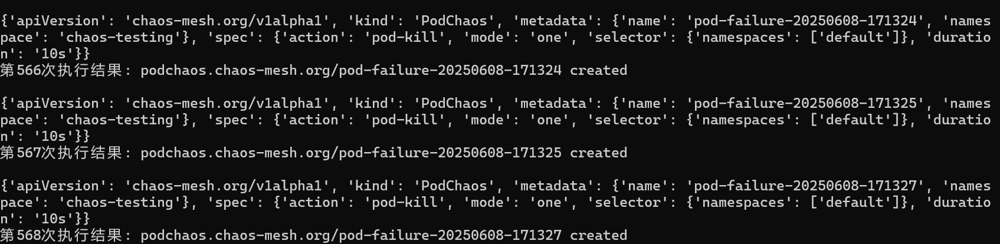 {'apiVersion': 'chaos-mesh.org/v1alpha1', 'kind': 'PodChaos', 'metadata': {'name': 'pod-failure-20250608-171324', 'names
pace': 'chaos-testing'}, 'spec': {'action': 'pod-kill', 'mode': 'one', 'selector': {'namespaces': ['default']}, 'duratio
n': '10s'}}
第566次执行结果: podchaos.chaos-mesh.org/pod-failure-20250608-171324 created
{'apiVersion': 'chaos-mesh.org/v1alpha1', 'kind': 'PodChaos', 'metadata': {'name': 'pod-failure-20250608-171325', 'names
pace': 'chaos-testing'}, 'spec': {'action': 'pod-kill', 'mode': 'one', 'selector': {'namespaces': ['default']}, 'duratio
n': '10s'}}
第567次执行结果: podchaos.chaos-mesh.org/pod-failure-20250608-171325 created
{'apiVersion': 'chaos-mesh.org/v1alpha1', 'kind': 'PodChaos', 'metadata': {'name': 'pod-failure-20250608-171327', 'names
pace': 'chaos-testing'}, 'spec': {'action': 'pod-kill', 'mode': 'one', 'selector': {'namespaces': ['default']}, 'duratio
n': '10s'}}
第568次执行结果: podchaos.chaos-mesh.org/pod-failure-20250608-171327 created